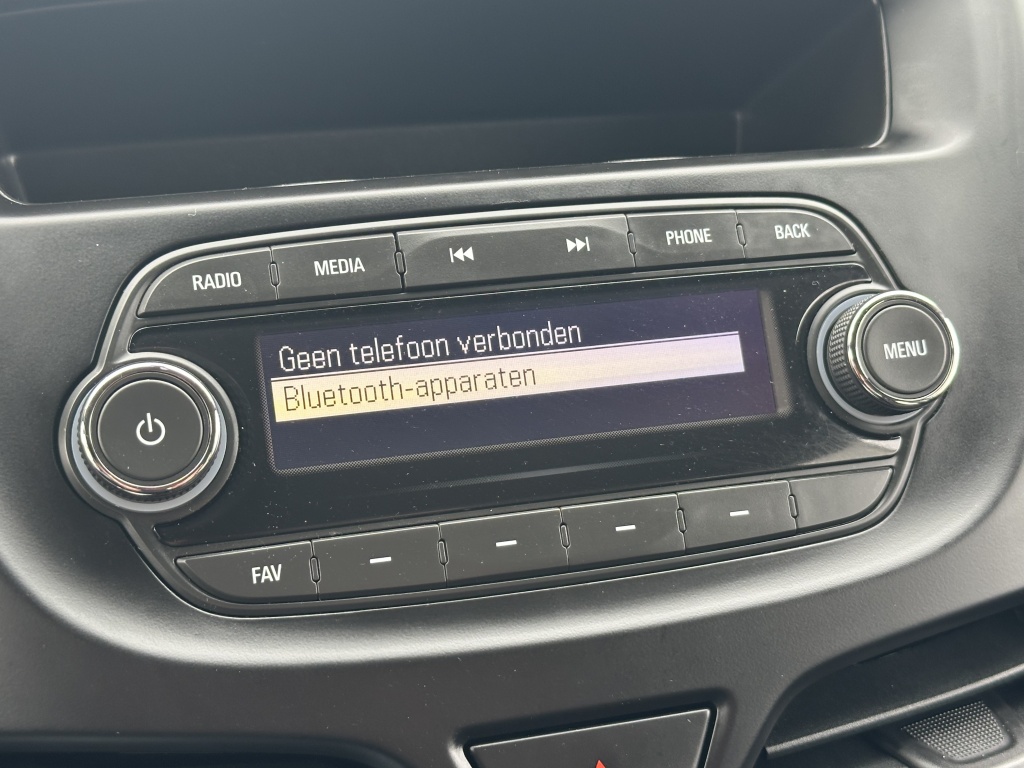 RADIO MEDIA PHONE BACK
Geen telefoon verbonden
Bluetooth-apparaten
MENU
FAV